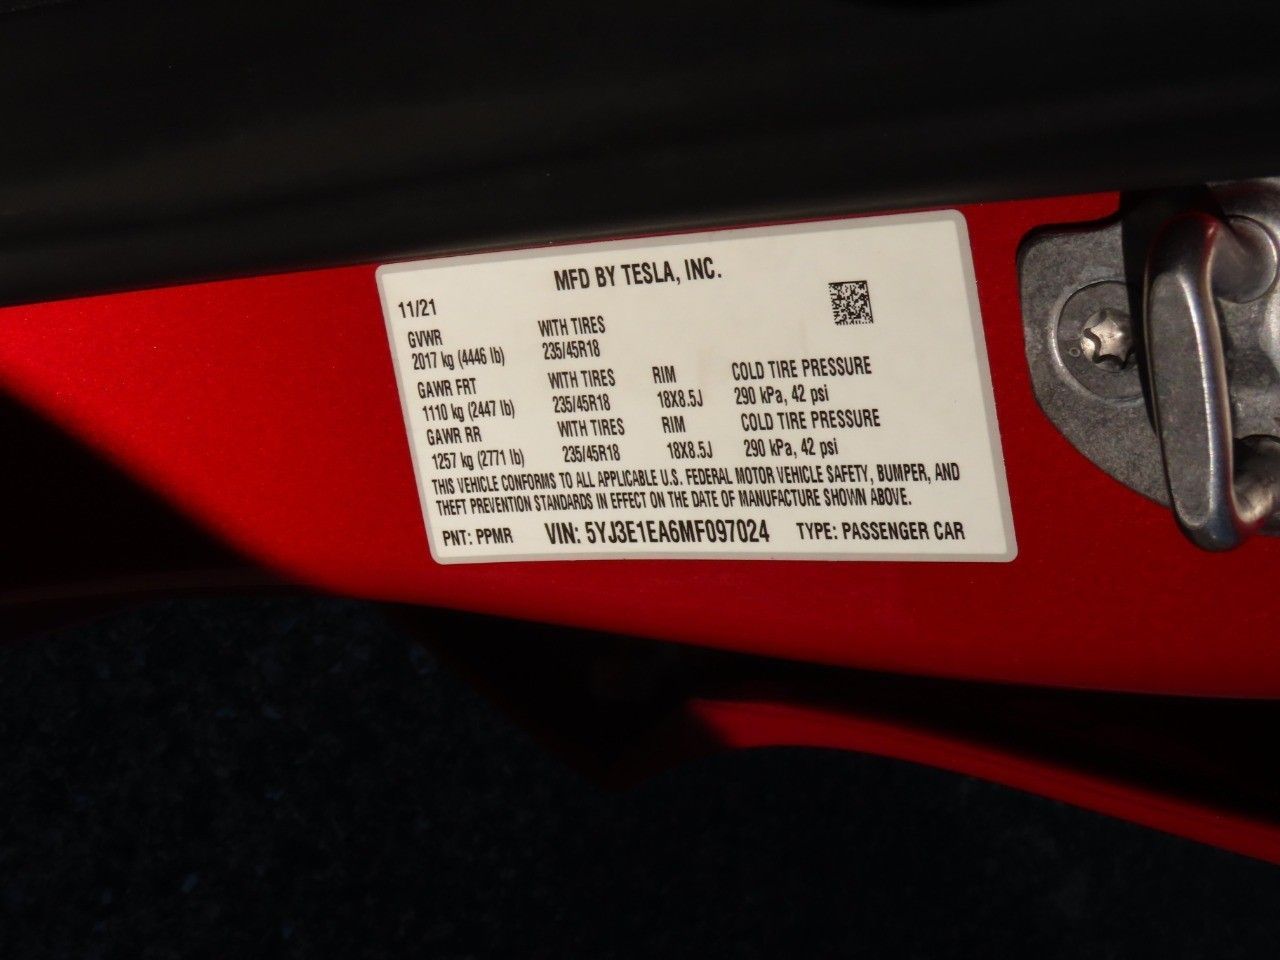 MFD BY TESLA, INC.
11/21
GVWR WITH TIRES
2017 kg (4446 lb) 235/45R18
GAWR FRT WITH TIRES RIM COLD TIRE PRESSURE
1110 kg (2447 lb) 235/45R18 18X8.5J 290 kPa, 42 psi
GAWR RR WITH TIRES RIM COLD TIRE PRESSURE
1257 kg (2771 lb) 235/45R18 18X8.5J 290 kPa, 42 psi
THIS VEHICLE CONFORMS TO ALL APPLICABLE U.S. FEDERAL MOTOR VEHICLE SAFETY, BUMPER, AND
THEFT PREVENTION STANDARDS IN EFFECT ON THE DATE OF MANUFACTURE SHOWN ABOVE.
PNT: PPMR VIN: 5YJ3E1EA6MF097024 TYPE: PASSENGER CAR